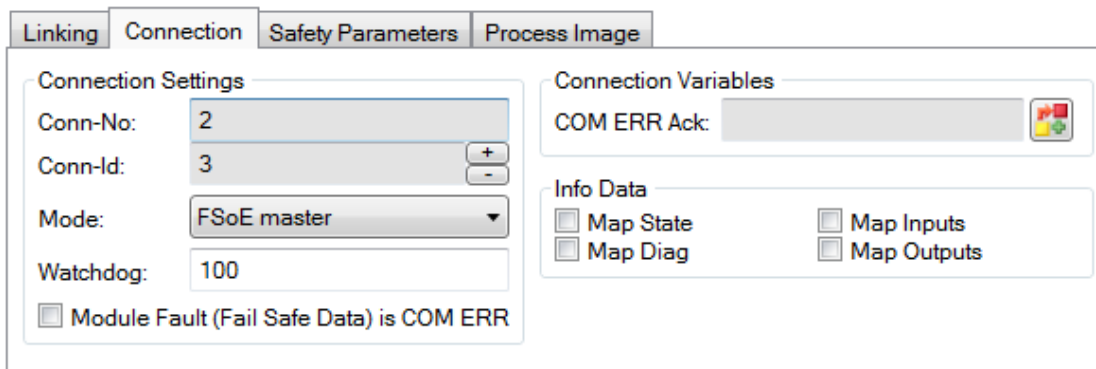 Linking Connection Safety Parameters Process Image
Connection Settings
Conn-No: 2
Conn-Id: 3 + -
Mode: FSoE master
Watchdog: 100
Module Fault (Fail Safe Data) is COM ERR
Connection Variables
COM ERR Ack:
Info Data
Map State Map Inputs
Map Diag Map Outputs